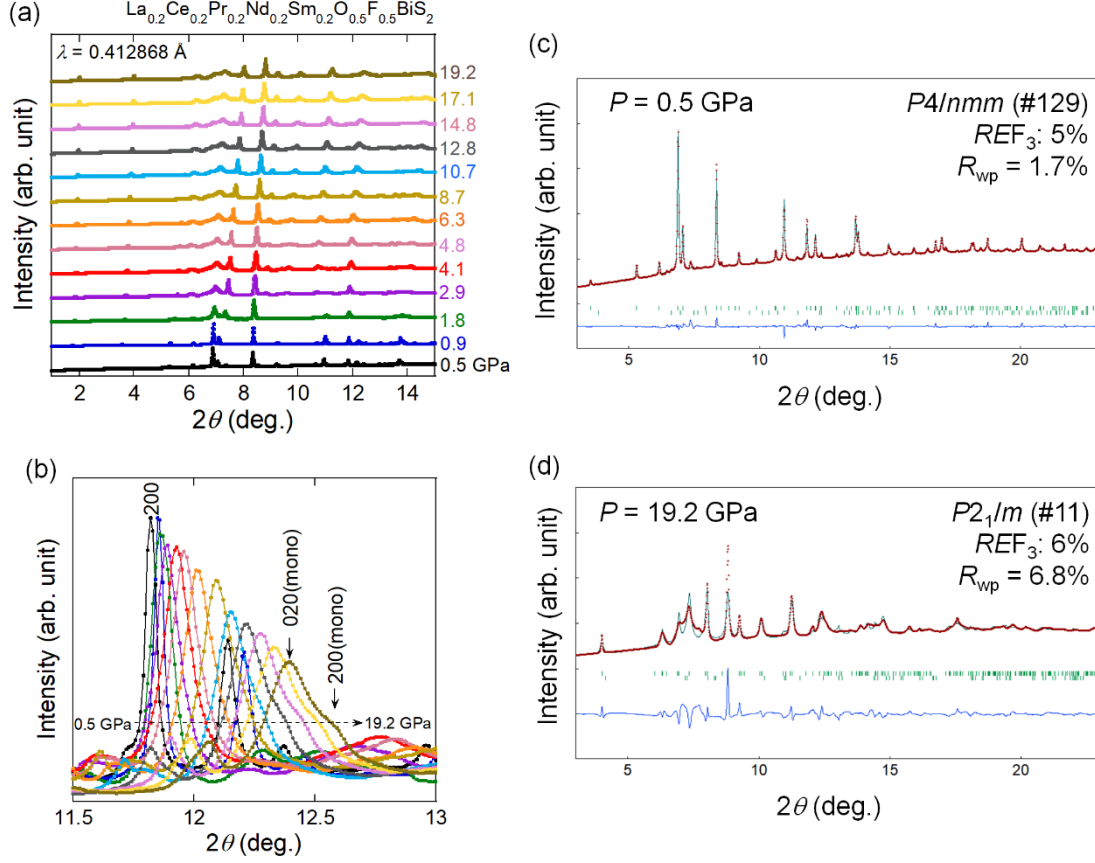 (a)
La0.2Ce0.2Pr0.2Nd0.2Sm0.2O0.5F0.5BiS2
λ = 0.412868 Å
19.2
17.1
14.8
12.8
10.7
8.7
6.3
4.8
4.1
2.9
1.8
0.9
0.5 GPa
Intensity (arb. unit)
2 4 6 8 10 12 14
2θ (deg.)
(b)
200
020(mono)
200(mono)
0.5 GPa
19.2 GPa
Intensity (arb. unit)
11.5 12 12.5 13
2θ (deg.)
(c)
P = 0.5 GPa
P4/nmm (#129)
REF3: 5%
Rwp = 1.7%
Intensity (arb. unit)
5 10 15 20
2θ (deg.)
(d)
P = 19.2 GPa
P21/m (#11)
REF3: 6%
Rwp = 6.8%
Intensity (arb. unit)
5 10 15 20
2θ (deg.)